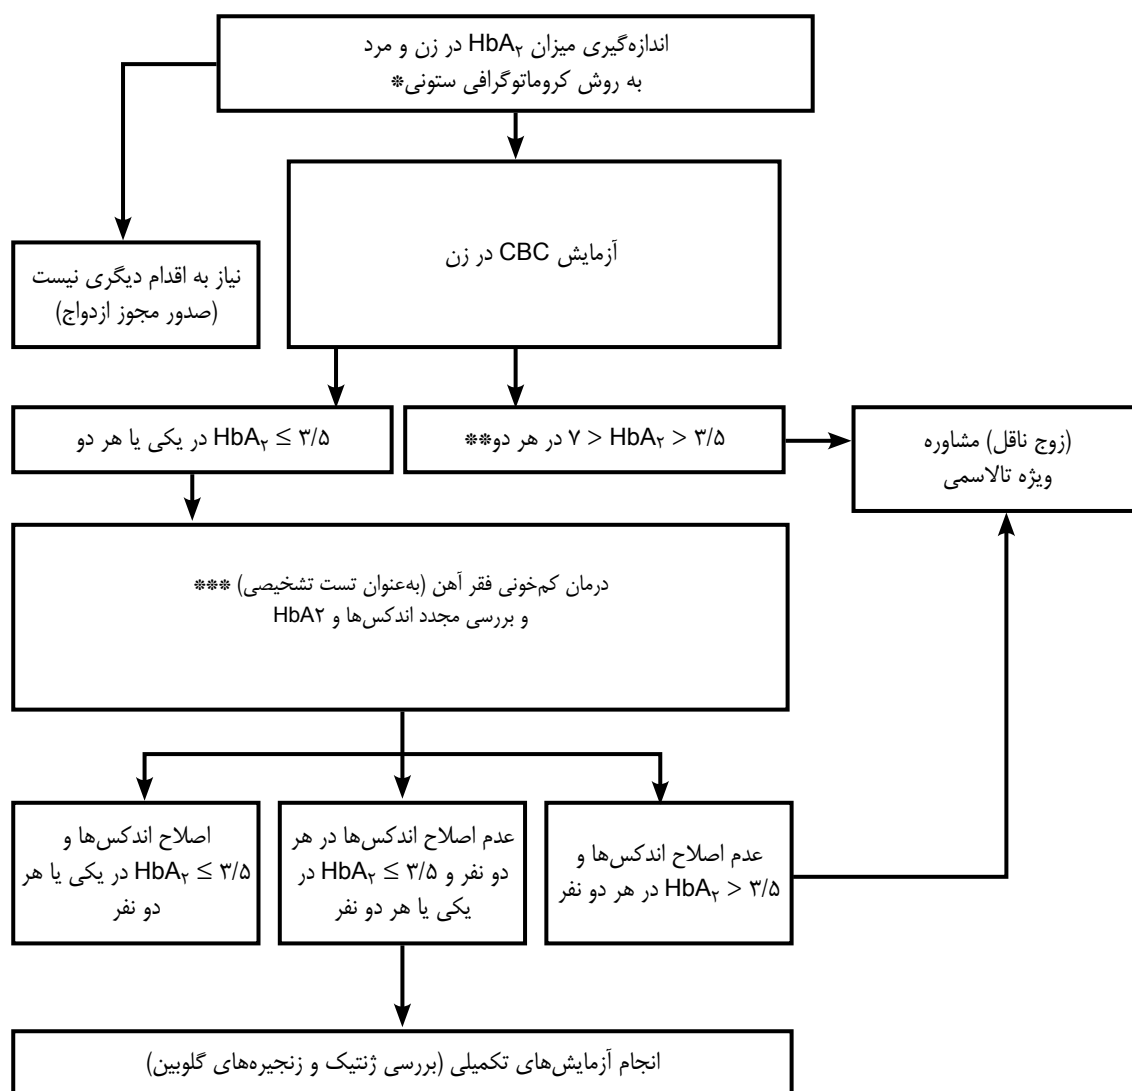 اندازه‌گیری میزان HbA₂ در زن و مرد
به روش کروماتوگرافی ستونی*
آزمایش CBC در زن
نیاز به اقدام دیگری نیست
(صدور مجوز ازدواج)
۷ > HbA₂ > ۳/۵ در هر دو**
HbA₂ ≤ ۳/۵ در یکی یا هر دو
(زوج ناقل) مشاوره
ویژه تالاسمی
درمان کم‌خونی فقر آهن (به‌عنوان تست تشخیصی) ***
و بررسی مجدد اندکس‌ها و HbA۲
عدم اصلاح اندکس‌ها و
HbA₂ > ۳/۵ در هر دو نفر
عدم اصلاح اندکس‌ها در هر
دو نفر و HbA₂ ≤ ۳/۵ در
یکی یا هر دو نفر
اصلاح اندکس‌ها و
HbA₂ ≤ ۳/۵ در یکی یا هر
دو نفر
انجام آزمایش‌های تکمیلی (بررسی ژنتیک و زنجیره‌های گلوبین)